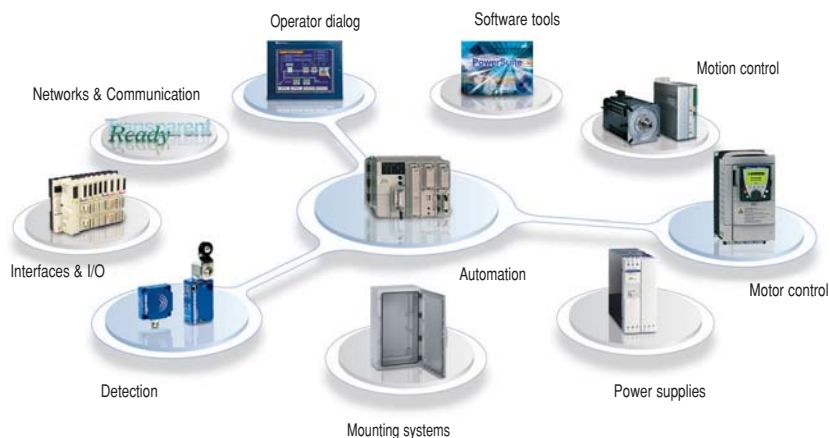 Operator dialog
Software tools
Motion control
Networks & Communication
PowerSuite
Transparent
Ready
Interfaces & I/O
Automation
Motor control
Detection
Power supplies
Mounting systems